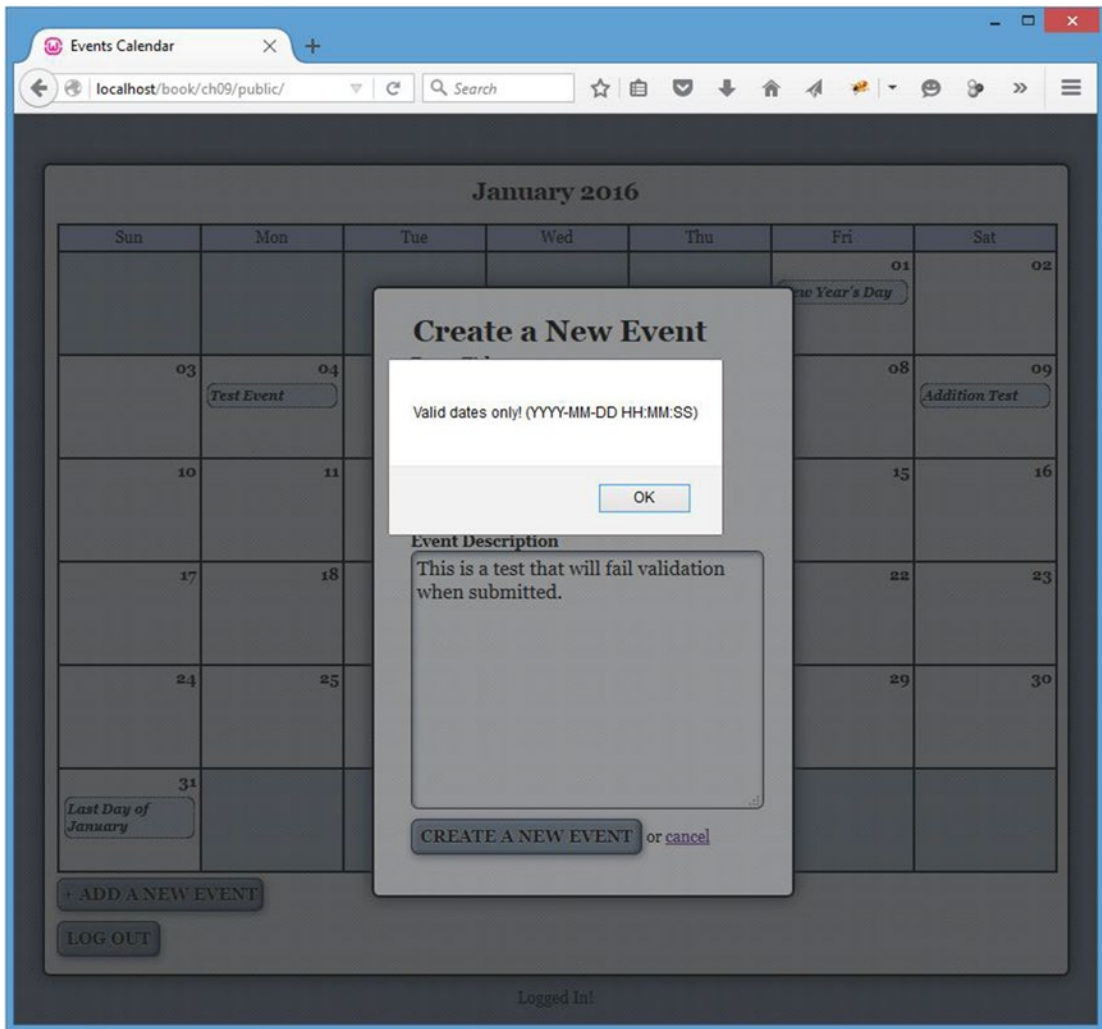 Events Calendar
localhost/book/ch09/public/
Search
January 2016
Sun Mon Tue Wed Thu Fri Sat
01 02
Year's Day
Create a New Event
03 04 08 09
Test Event Addition Test
Valid dates only! (YYYY-MM-DD HH:MM:SS)
10 11 15 16
OK
Event Description
This is a test that will fail validation
when submitted.
17 18 22 23
24 25 29 30
31
Last Day of
January
CREATE A NEW EVENT or cancel
+ ADD A NEW EVENT
LOG OUT
Logged In!